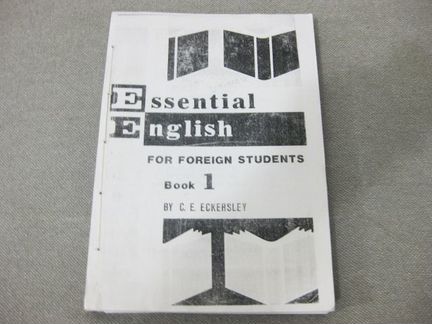 Essential
English
FOR FOREIGN STUDENTS
Book 1
BY C. E. ECKERSLEY